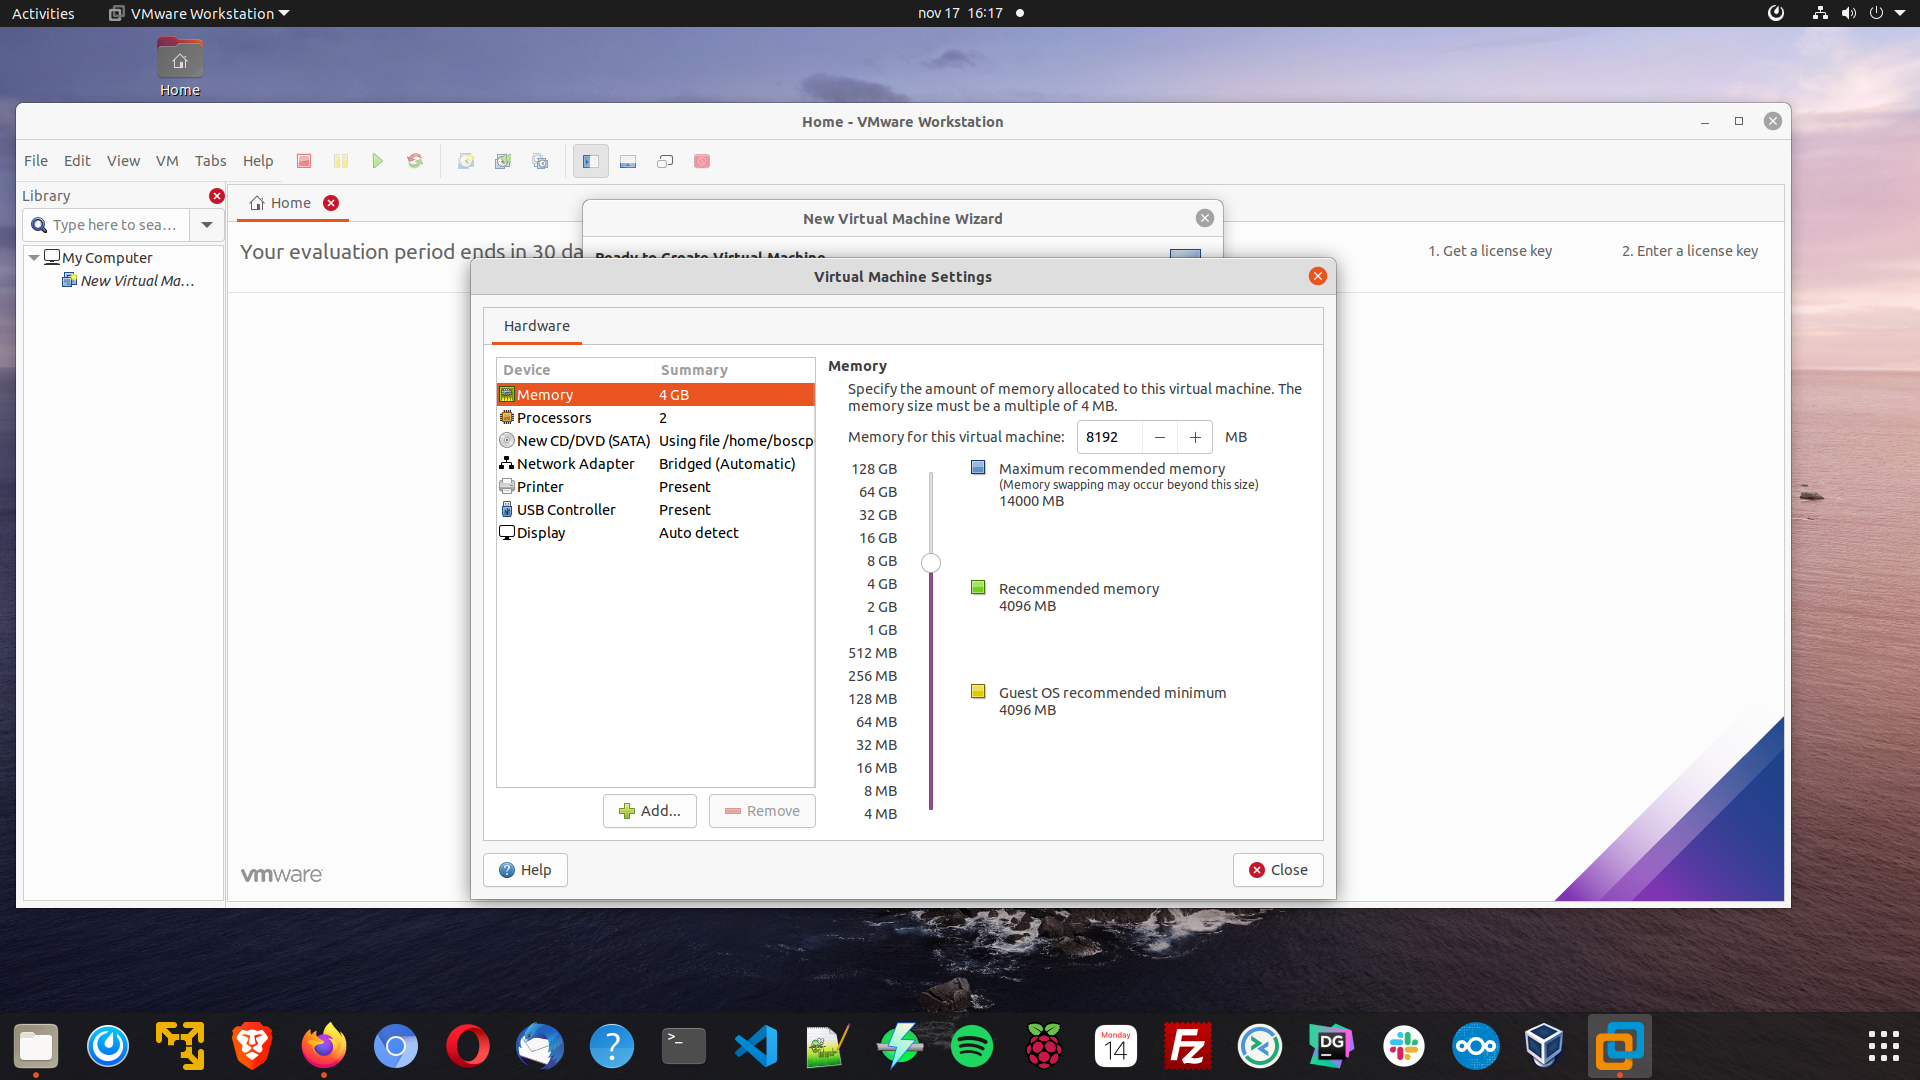 Activities
VMware Workstation
nov 17 16:17
Home
Home - VMware Workstation
File Edit View VM Tabs Help
Library
Type here to sea...
My Computer
New Virtual Ma...
Home
Your evaluation period ends in 30 da
1. Get a license key
2. Enter a license key
New Virtual Machine Wizard
Ready to Create Virtual Machine
Virtual Machine Settings
Hardware
Device Summary
Memory 4 GB
Processors 2
New CD/DVD (SATA) Using file /home/boscp
Network Adapter Bridged (Automatic)
Printer Present
USB Controller Present
Display Auto detect
Add...
Remove
Memory
Specify the amount of memory allocated to this virtual machine. The
memory size must be a multiple of 4 MB.
Memory for this virtual machine: 8192 − + MB
128 GB
64 GB
32 GB
16 GB
8 GB
4 GB
2 GB
1 GB
512 MB
256 MB
128 MB
64 MB
32 MB
16 MB
8 MB
4 MB
Maximum recommended memory
(Memory swapping may occur beyond this size)
14000 MB
Recommended memory
4096 MB
Guest OS recommended minimum
4096 MB
Help
Close
vmware
>_
?
Monday
14
FZ
DG